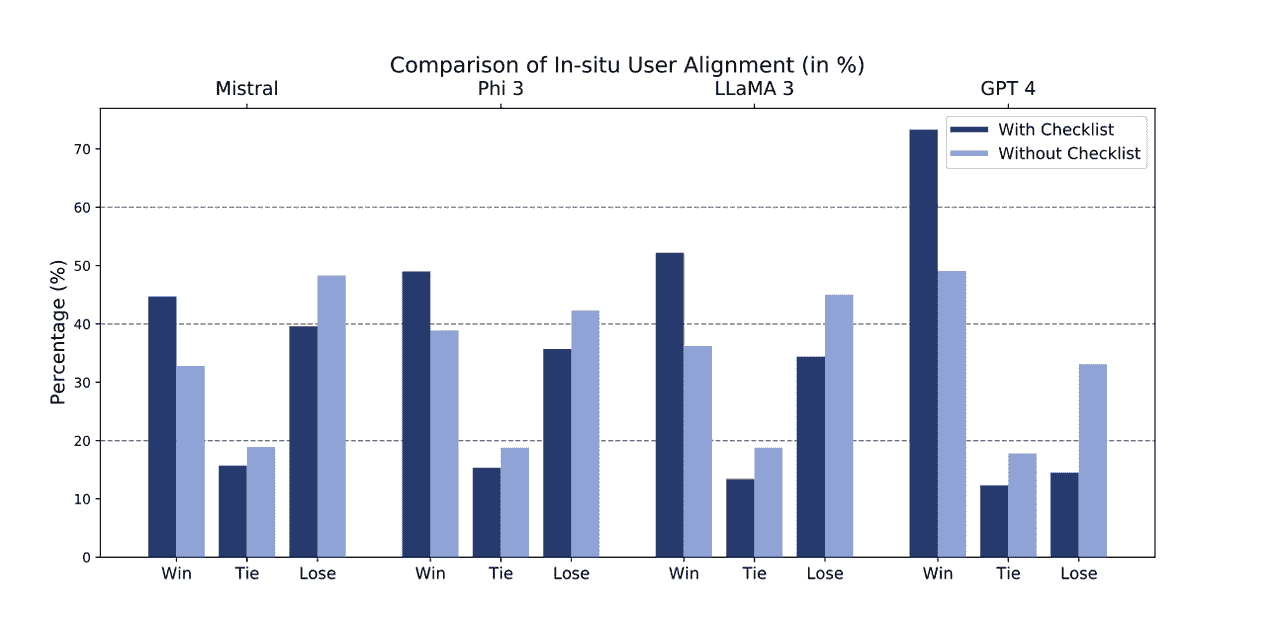 Comparison of In-situ User Alignment (in %)
Mistral Phi 3 LLaMA 3 GPT 4
With Checklist
Without Checklist
Percentage (%)
70
60
50
40
30
20
10
0
Win Tie Lose Win Tie Lose Win Tie Lose Win Tie Lose